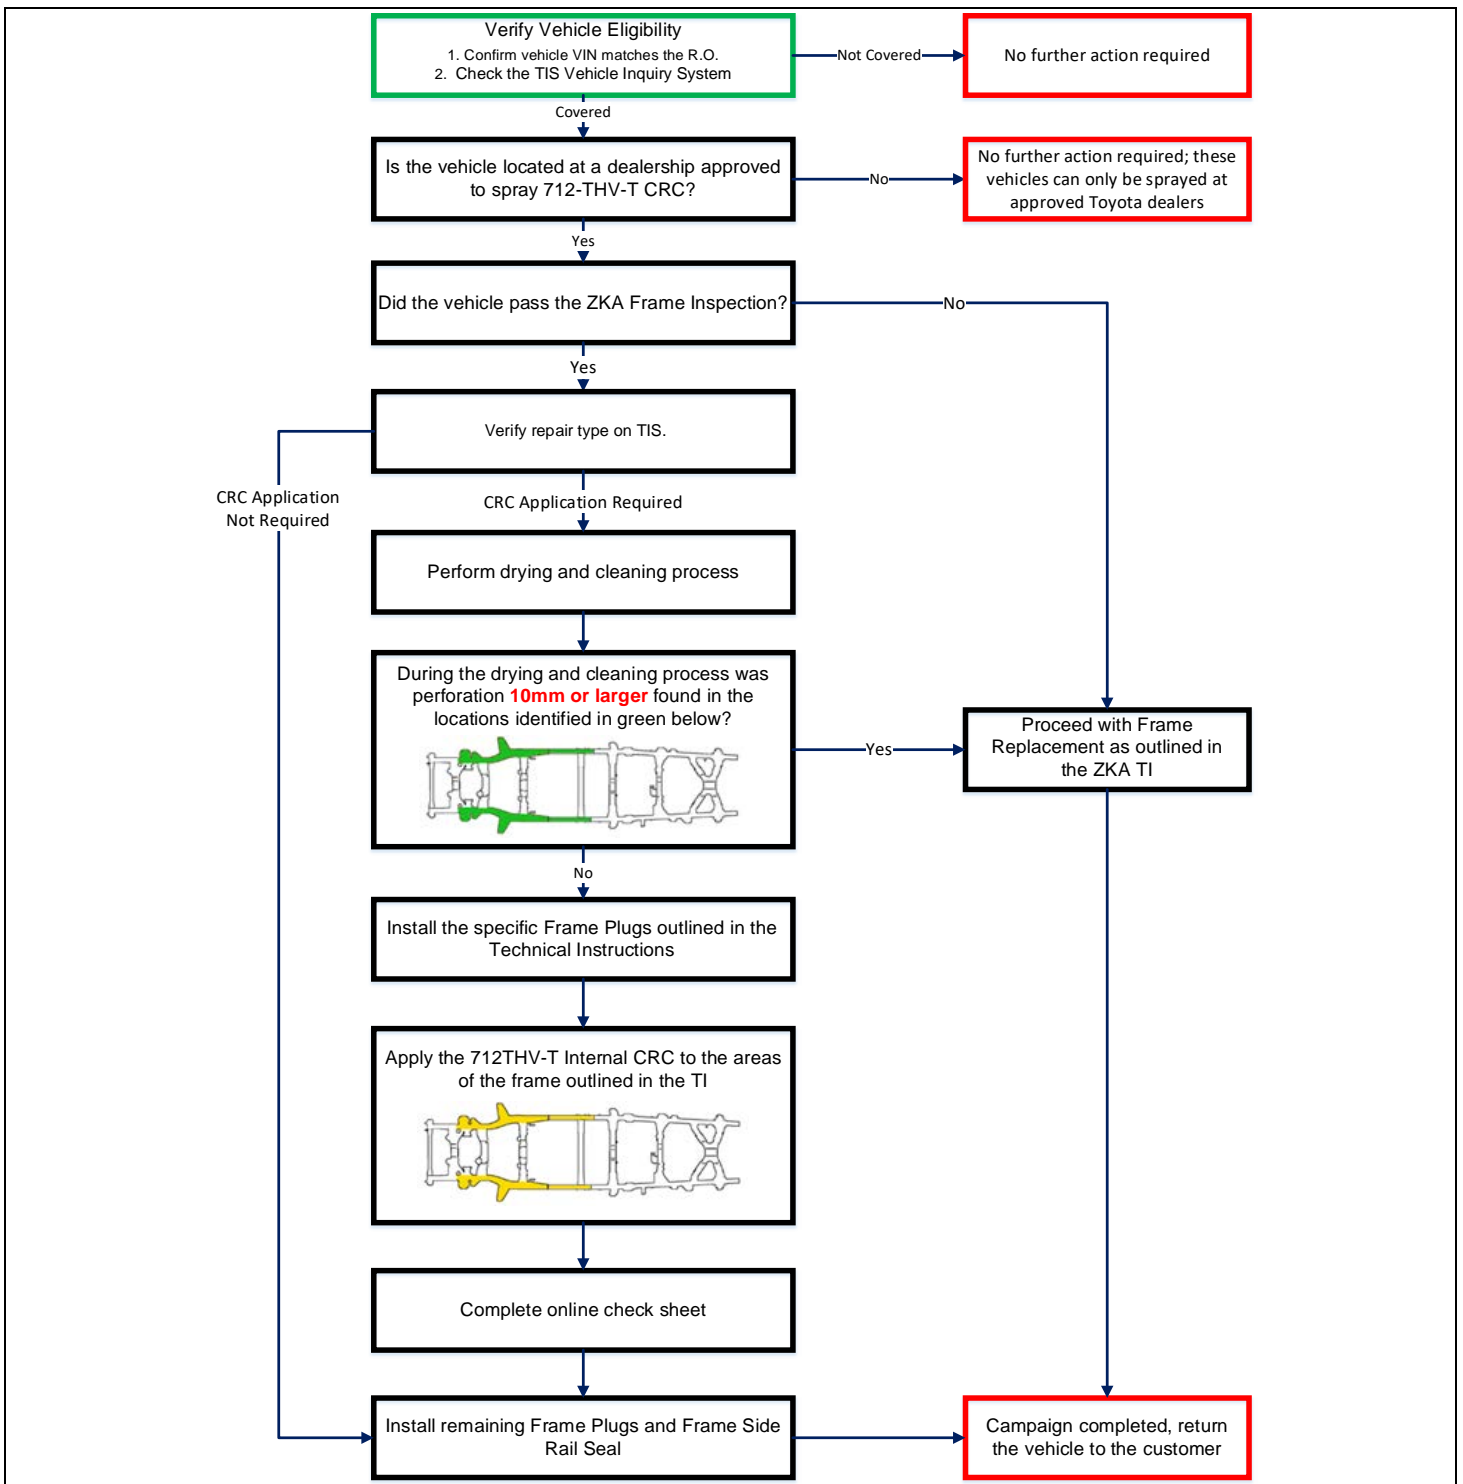 Verify Vehicle Eligibility
1. Confirm vehicle VIN matches the R.O.
2. Check the TIS Vehicle Inquiry System
Not Covered
No further action required
Covered
Is the vehicle located at a dealership approved
to spray 712-THV-T CRC?
No
No further action required; these
vehicles can only be sprayed at
approved Toyota dealers
Yes
Did the vehicle pass the ZKA Frame Inspection?
No
Yes
Verify repair type on TIS.
CRC Application
Not Required
CRC Application Required
Perform drying and cleaning process
During the drying and cleaning process was
perforation 10mm or larger found in the
locations identified in green below?
Yes
Proceed with Frame
Replacement as outlined in
the ZKA TI
No
Install the specific Frame Plugs outlined in the
Technical Instructions
Apply the 712THV-T Internal CRC to the areas
of the frame outlined in the TI
Complete online check sheet
Install remaining Frame Plugs and Frame Side
Rail Seal
Campaign completed, return
the vehicle to the customer